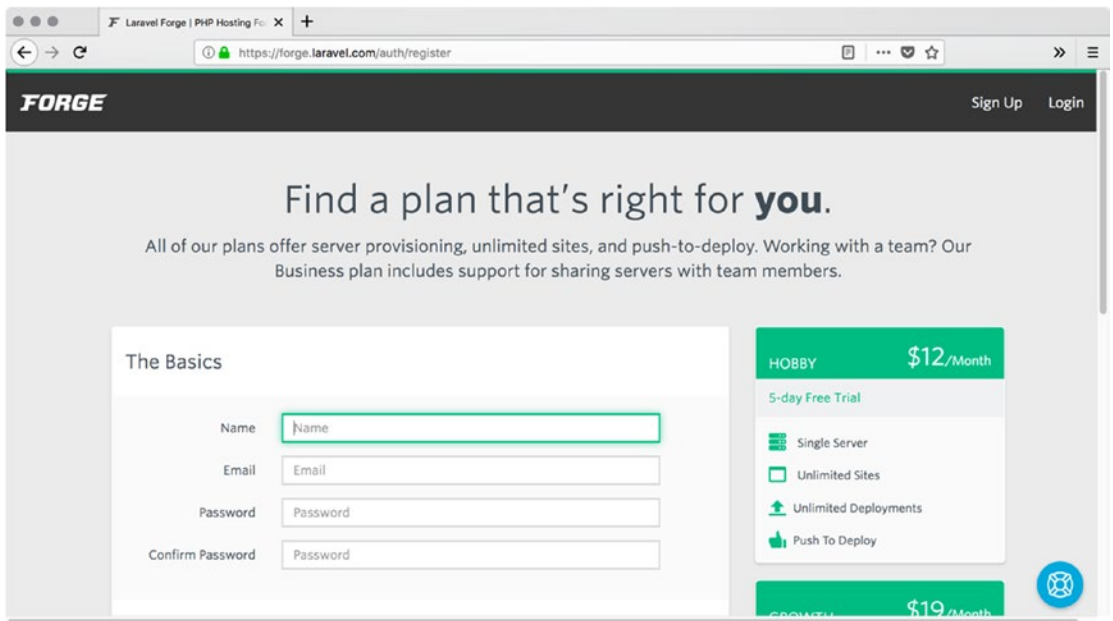 Laravel Forge | PHP Hosting Fo
https://forge.laravel.com/auth/register
FORGE
Sign Up Login
Find a plan that's right for you.
All of our plans offer server provisioning, unlimited sites, and push-to-deploy. Working with a team? Our
Business plan includes support for sharing servers with team members.
The Basics
Name
Name
Email
Email
Password
Password
Confirm Password
Password
HOBBY $12/Month
5-day Free Trial
Single Server
Unlimited Sites
Unlimited Deployments
Push To Deploy
GROWTH $19/Month